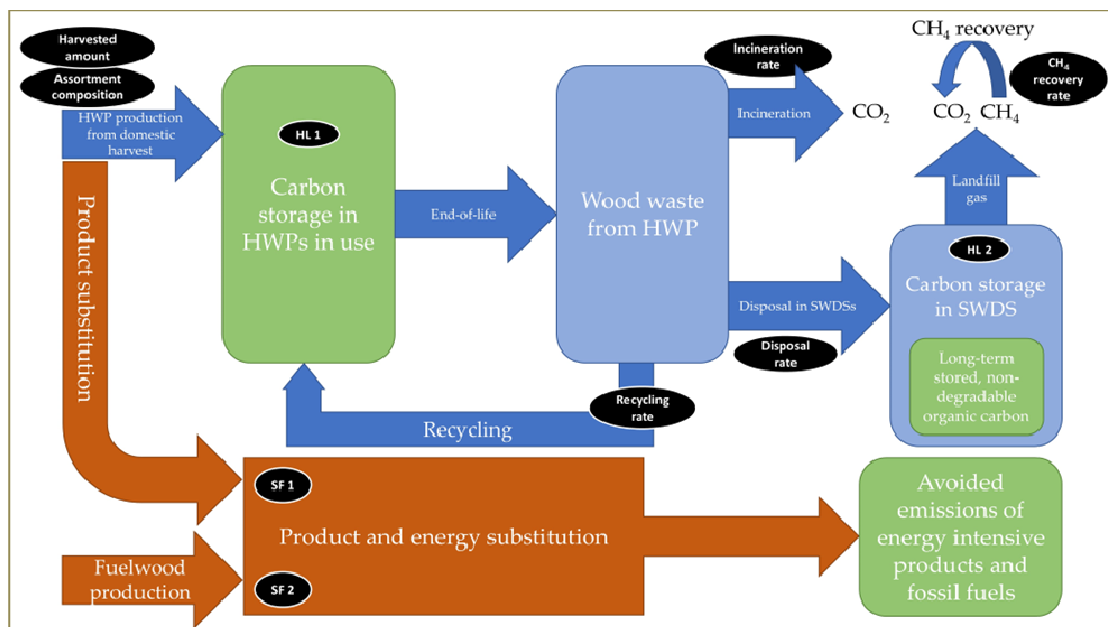 Harvested
amount
Assortment
composition
HWP production
from domestic
harvest
Product substitution
HL 1
Carbon
storage in
HWPs in use
End-of-life
Wood waste
from HWP
Incineration
rate
Incineration
CO₂
CH₄ recovery
CH₄
recovery
rate
CO₂ CH₄
Landfill
gas
HL 2
Carbon storage
in SWDS
Long-term
stored, non-
degradable
organic carbon
Disposal in SWDSs
Disposal
rate
Recycling
rate
Recycling
SF 1
Product and energy substitution
SF 2
Fuelwood
production
Avoided
emissions of
energy intensive
products and
fossil fuels